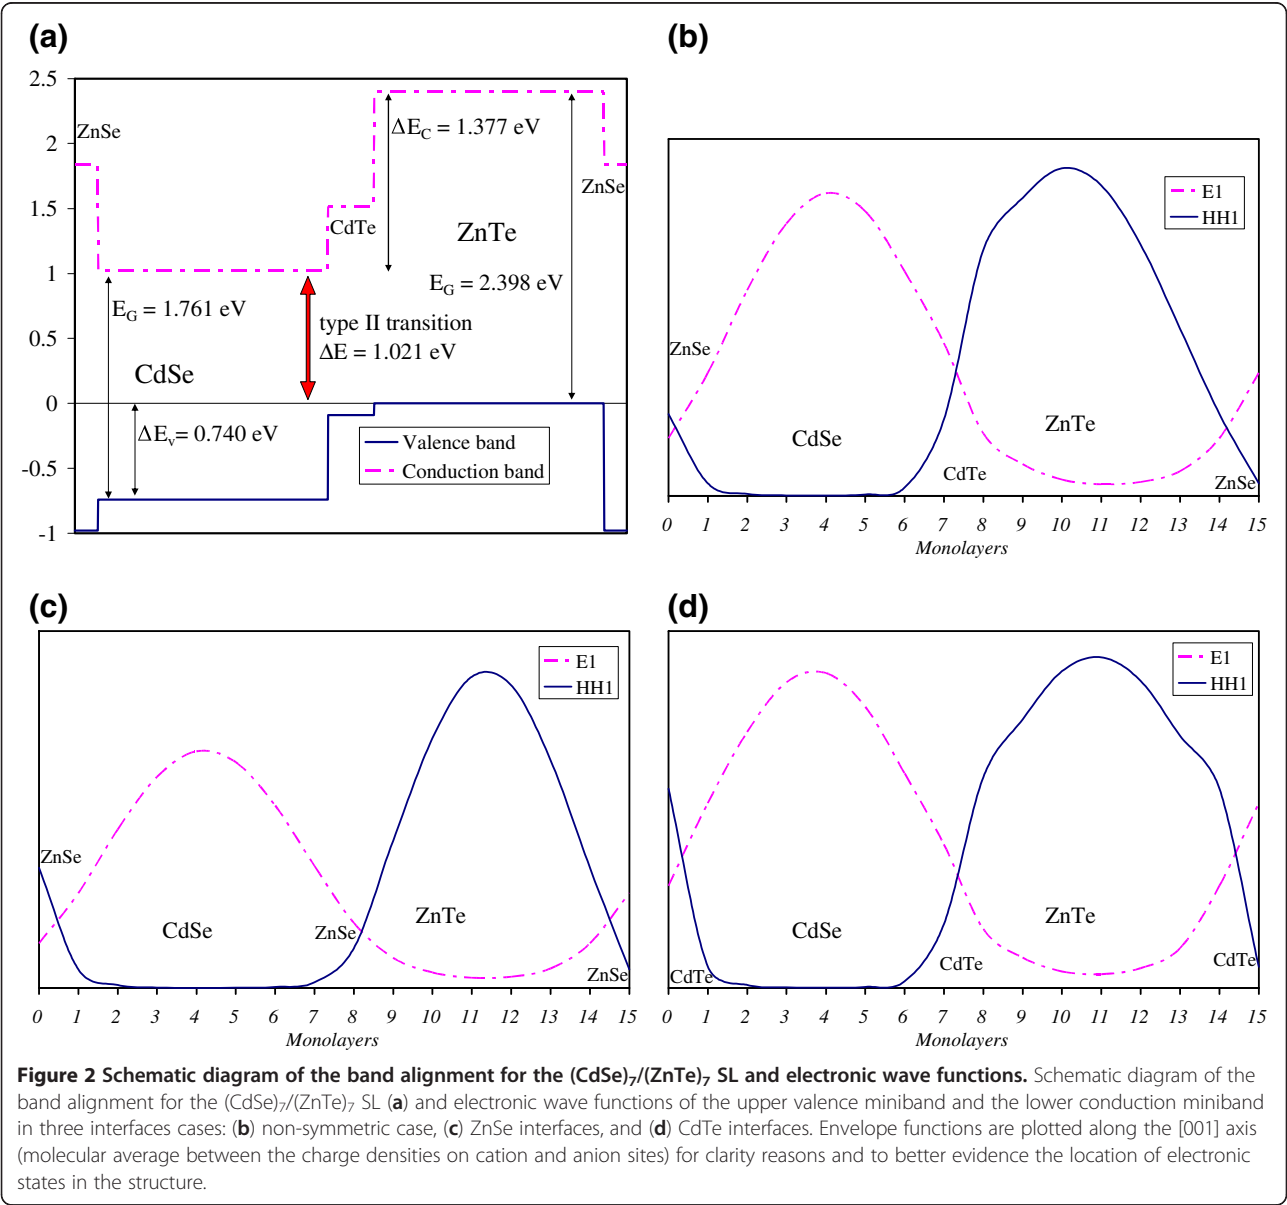 (a)
2.5
2
1.5
1
0.5
0
-0.5
-1
ZnSe
ΔE_C = 1.377 eV
ZnSe
CdTe
ZnTe
E_G = 2.398 eV
E_G = 1.761 eV
type II transition
ΔE = 1.021 eV
CdSe
ΔE_v= 0.740 eV
Valence band
Conduction band
(b)
E1
HH1
ZnSe
CdSe
CdTe
ZnTe
ZnSe
0 1 2 3 4 5 6 7 8 9 10 11 12 13 14 15
Monolayers
(c)
E1
HH1
ZnSe
CdSe
ZnSe
ZnTe
ZnSe
0 1 2 3 4 5 6 7 8 9 10 11 12 13 14 15
Monolayers
(d)
E1
HH1
CdTe
CdSe
CdTe
ZnTe
CdTe
0 1 2 3 4 5 6 7 8 9 10 11 12 13 14 15
Monolayers
Figure 2 Schematic diagram of the band alignment for the (CdSe)₇/(ZnTe)₇ SL and electronic wave functions. Schematic diagram of the
band alignment for the (CdSe)₇/(ZnTe)₇ SL (a) and electronic wave functions of the upper valence miniband and the lower conduction miniband
in three interfaces cases: (b) non-symmetric case, (c) ZnSe interfaces, and (d) CdTe interfaces. Envelope functions are plotted along the [001] axis
(molecular average between the charge densities on cation and anion sites) for clarity reasons and to better evidence the location of electronic
states in the structure.